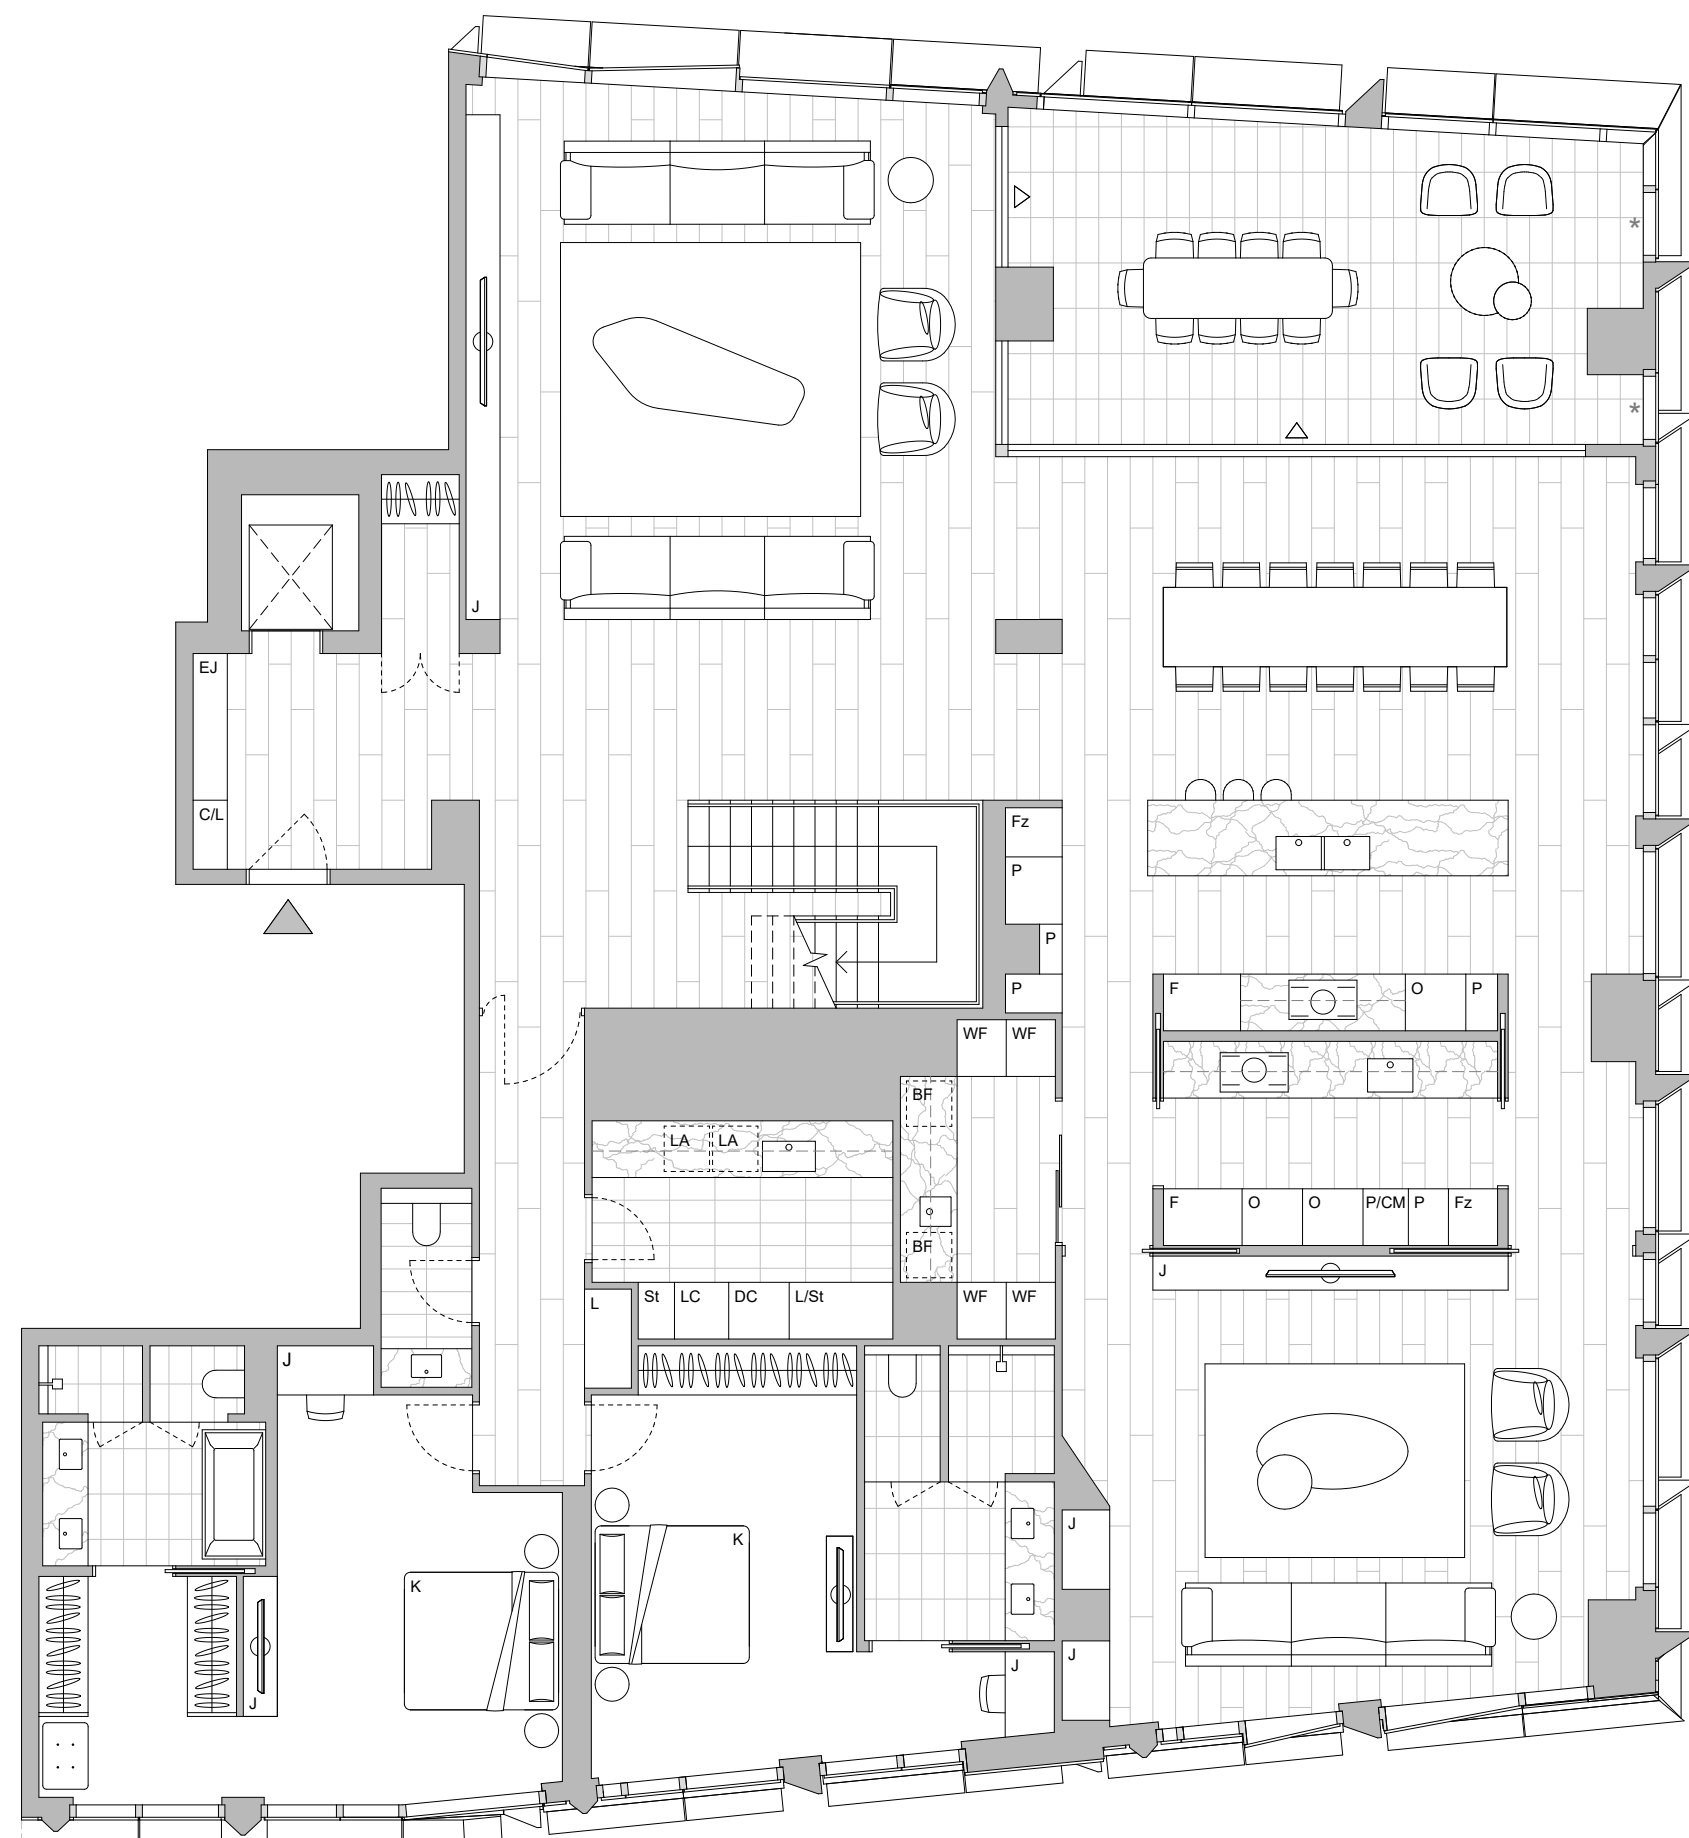 *
*
J
EJ
C/L
Fz
P
P
P
F O P
WF WF
BF
LA LA
BF
F O O P/CM P Fz
J
WF WF
St LC DC L/St
L
J
J
K
K
J
J
J